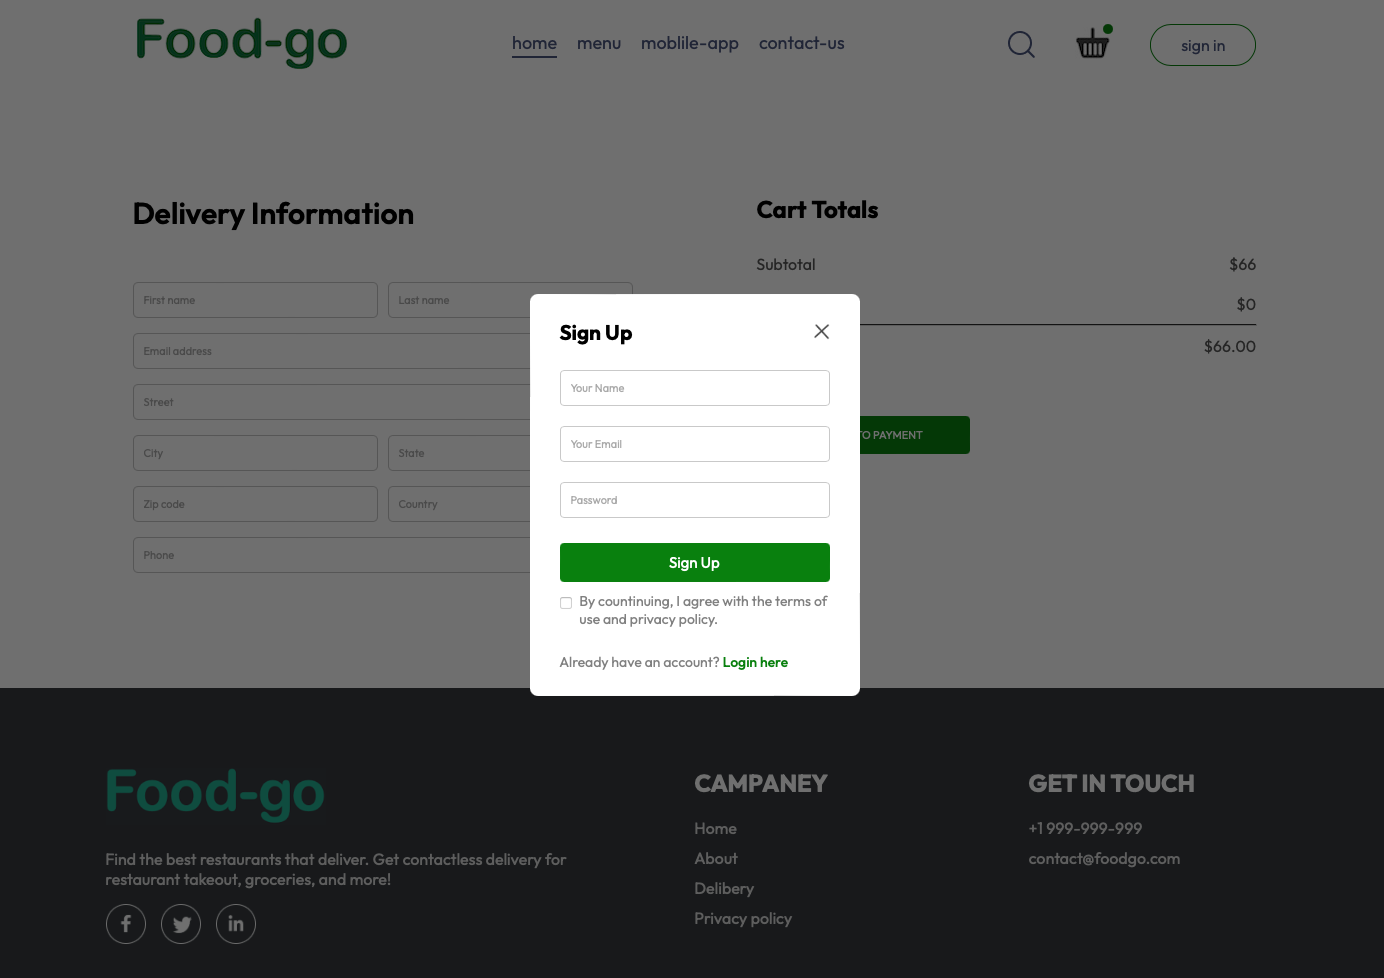 Food-go
home menu moblile-app contact-us
sign in
Delivery Information
First name Last name
Email address
Street
City State
Zip code Country
Phone
Cart Totals
Subtotal $66
$0
$66.00
TO PAYMENT
Sign Up
Your Name
Your Email
Password
Sign Up
By countinuing, I agree with the terms of
use and privacy policy.
Already have an account? Login here
Food-go
Find the best restaurants that deliver. Get contactless delivery for
restaurant takeout, groceries, and more!
f in
CAMPANEY
Home
About
Delibery
Privacy policy
GET IN TOUCH
+1 999-999-999
contact@foodgo.com